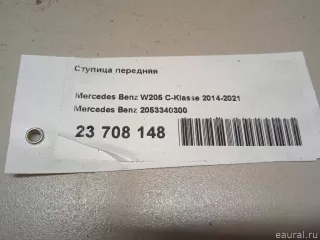 Ступица передняя
Mercedes Benz W205 C-Klasse 2014-2021
Mercedes Benz 2053340300
23 708 148
eaural.ru